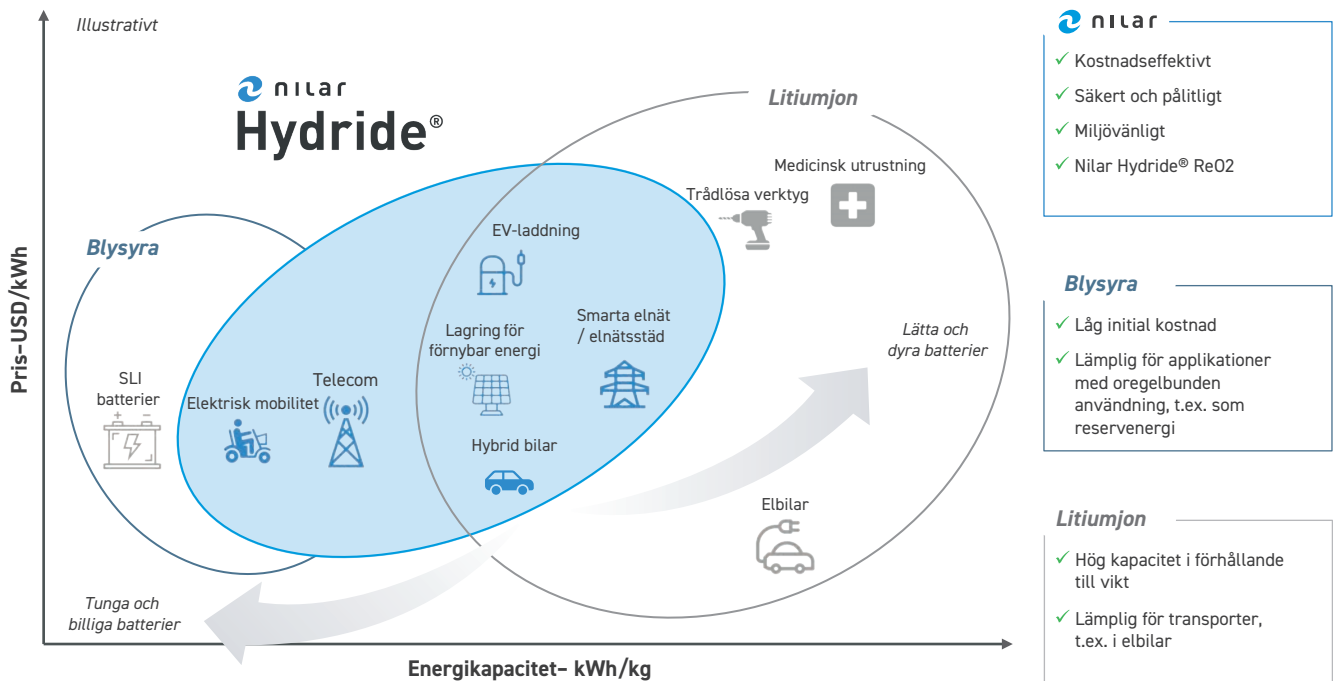 Illustrativt
nilar
Hydride®
Litiumjon
Medicinsk utrustning
Trådlösa verktyg
EV-laddning
Blysyra
Smarta elnät
/ elnätsstäd
Lagring för
förnybar energi
Lätta och
dyra batterier
SLI
batterier
Telecom
Elektrisk mobilitet
Hybrid bilar
Elbilar
Tunga och
billiga batterier
Pris–USD/kWh
Energikapacitet– kWh/kg
nilar
Kostnadseffektivt
Säkert och pålitligt
Miljövänligt
Nilar Hydride® ReO2
Blysyra
Låg initial kostnad
Lämplig för applikationer
med oregelbunden
användning, t.ex. som
reservenergi
Litiumjon
Hög kapacitet i förhållande
till vikt
Lämplig för transporter,
t.ex. i elbilar